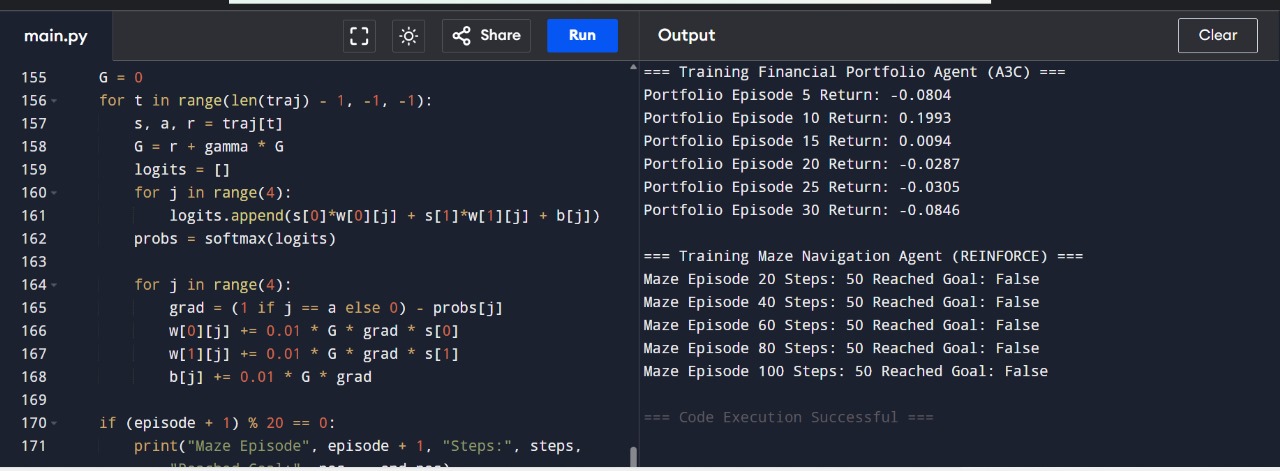 main.py
Share
Run
Output
Clear
155 G = 0
156 for t in range(len(traj) - 1, -1, -1):
157 s, a, r = traj[t]
158 G = r + gamma * G
159 logits = []
160 for j in range(4):
161 logits.append(s[0]*w[0][j] + s[1]*w[1][j] + b[j])
162 probs = softmax(logits)
163
164 for j in range(4):
165 grad = (1 if j == a else 0) - probs[j]
166 w[0][j] += 0.01 * G * grad * s[0]
167 w[1][j] += 0.01 * G * grad * s[1]
168 b[j] += 0.01 * G * grad
169
170 if (episode + 1) % 20 == 0:
171 print("Maze Episode", episode + 1, "Steps:", steps,
=== Training Financial Portfolio Agent (A3C) ===
Portfolio Episode 5 Return: -0.0804
Portfolio Episode 10 Return: 0.1993
Portfolio Episode 15 Return: 0.0094
Portfolio Episode 20 Return: -0.0287
Portfolio Episode 25 Return: -0.0305
Portfolio Episode 30 Return: -0.0846
=== Training Maze Navigation Agent (REINFORCE) ===
Maze Episode 20 Steps: 50 Reached Goal: False
Maze Episode 40 Steps: 50 Reached Goal: False
Maze Episode 60 Steps: 50 Reached Goal: False
Maze Episode 80 Steps: 50 Reached Goal: False
Maze Episode 100 Steps: 50 Reached Goal: False
=== Code Execution Successful ===